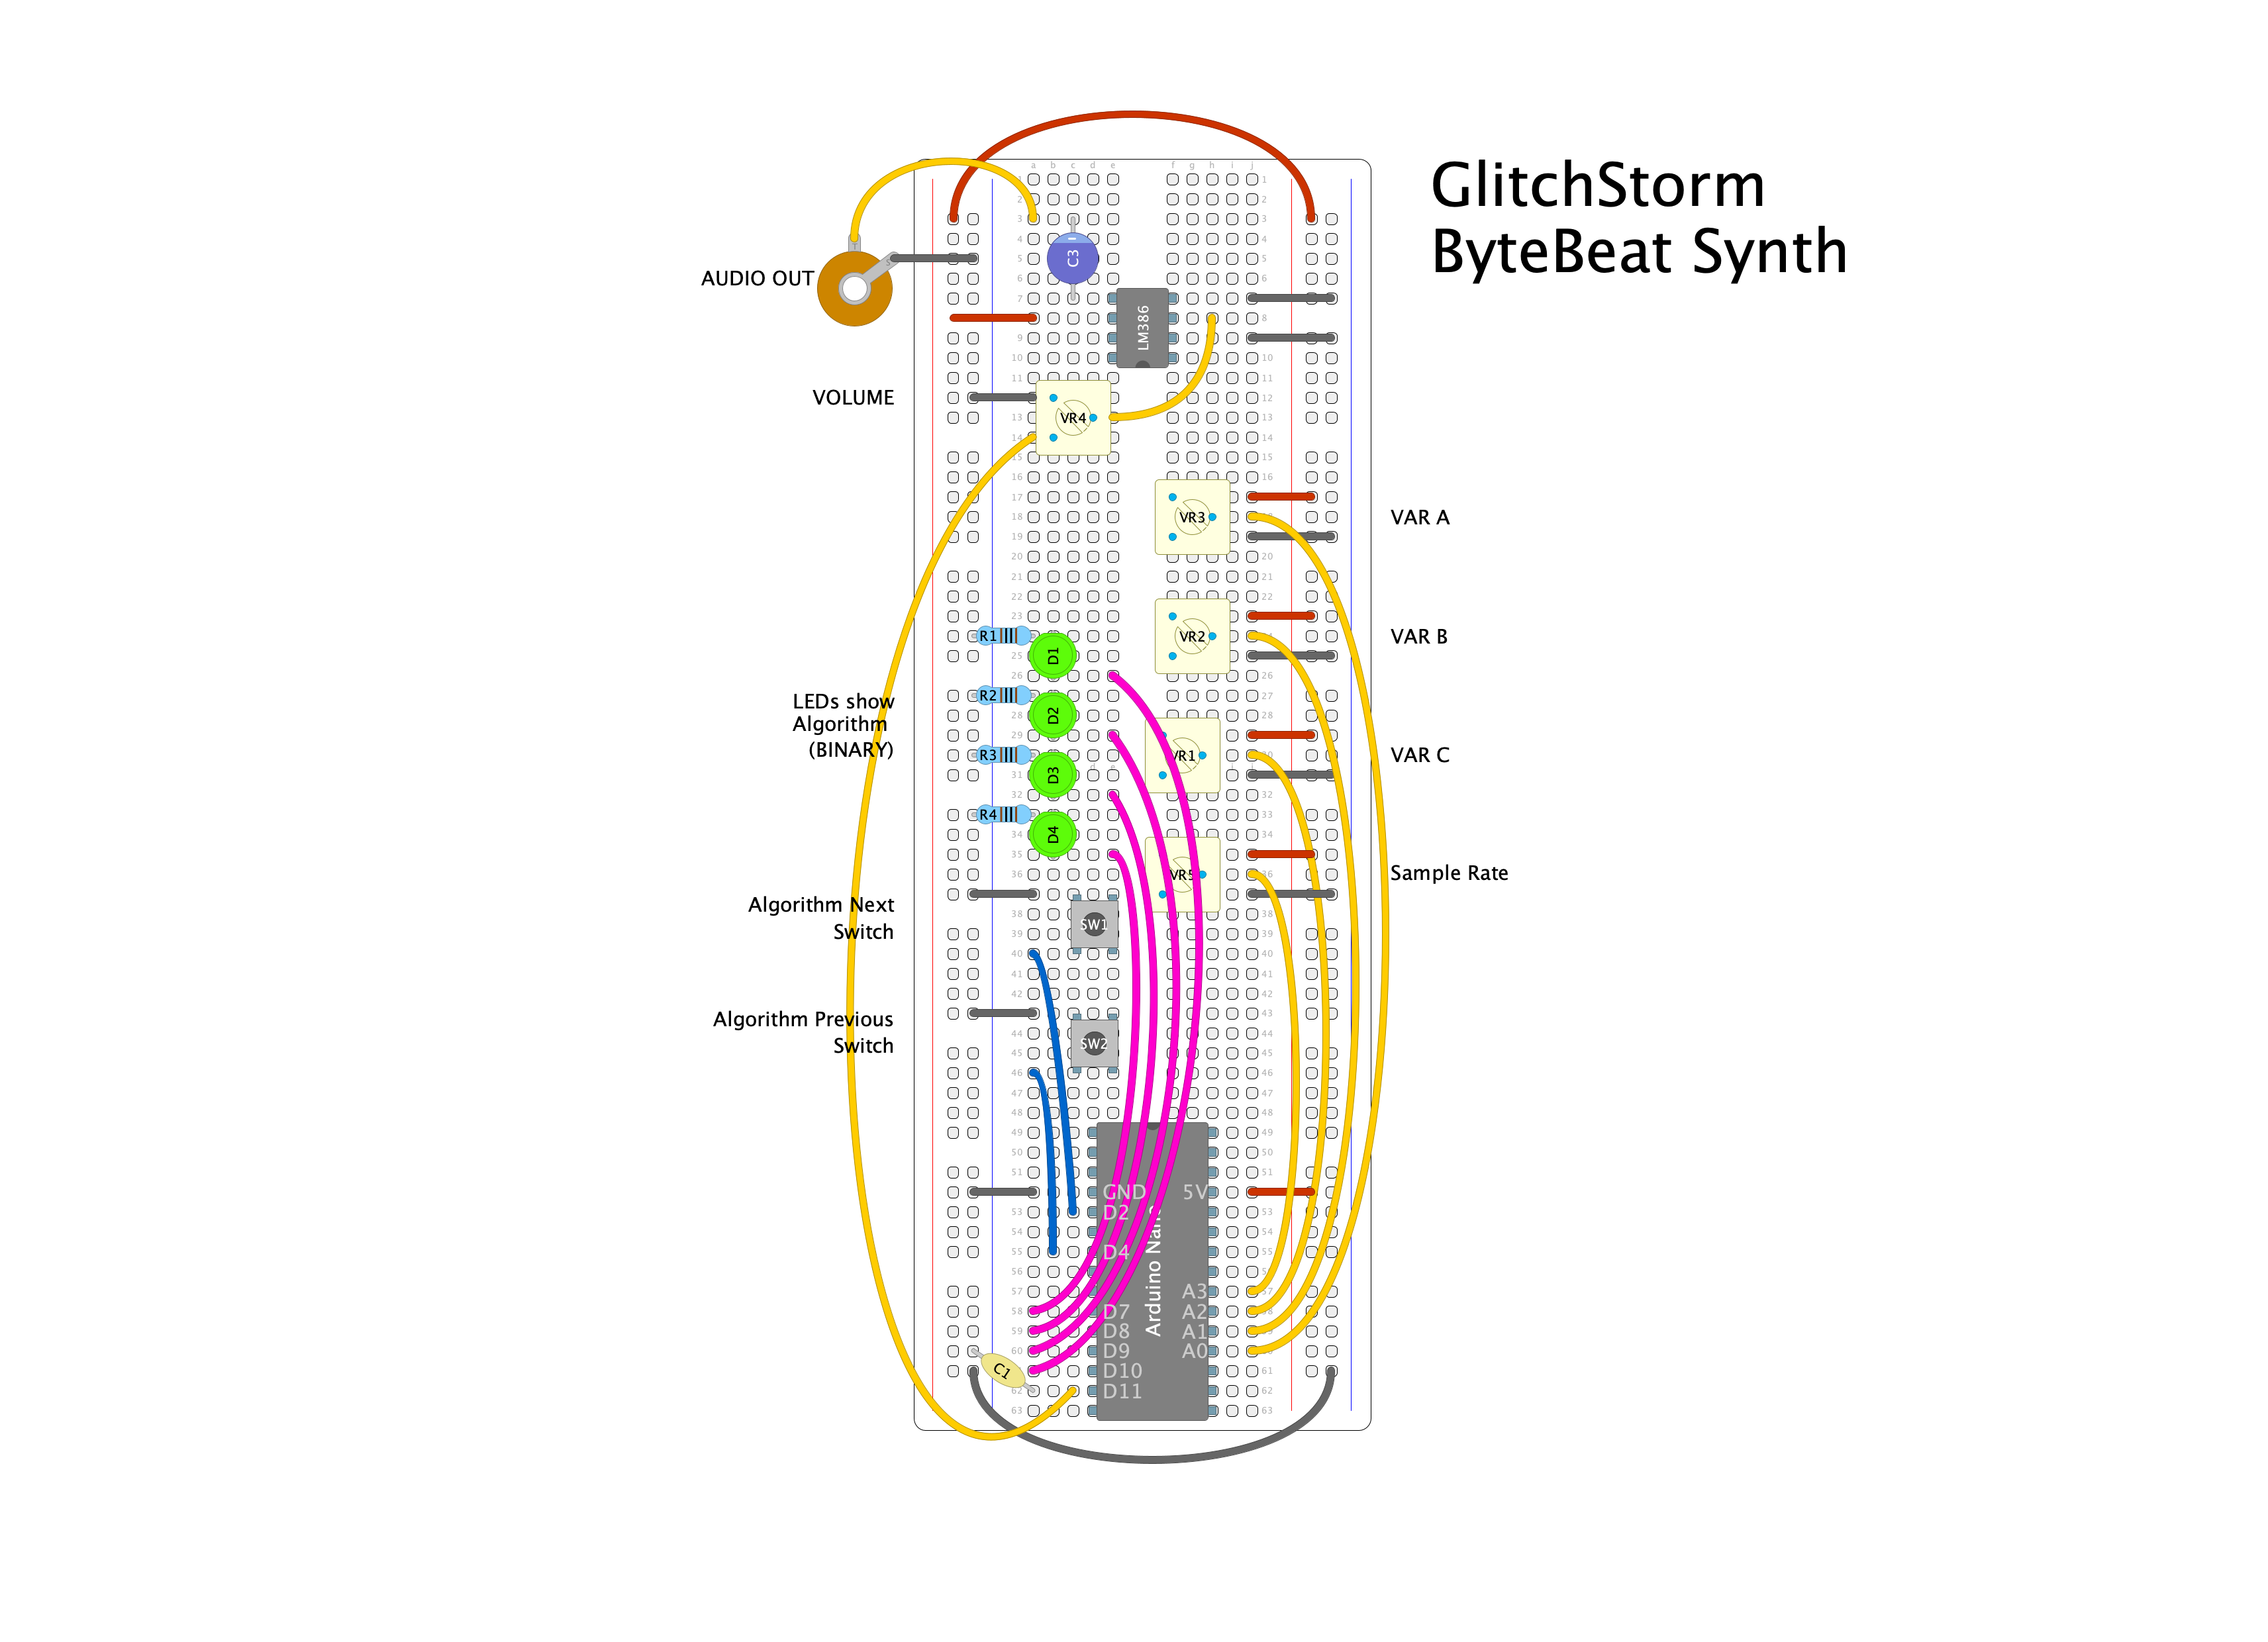 GlitchStorm
ByteBeat Synth
a b c d e f g h i j
AUDIO OUT
C3
LM386
VOLUME
VR4
VR3
VAR A
VR2
VAR B
R1
D1
LEDs show
Algorithm
(BINARY)
R2
D2
R3
D3
VR1
VAR C
R4
D4
VR5
Sample Rate
Algorithm Next
Switch
SW1
Algorithm Previous
Switch
SW2
GND 5V
D2
D4
Arduino Nano
A3
D7 A2
D8 A1
D9 A0
D10
D11
C1